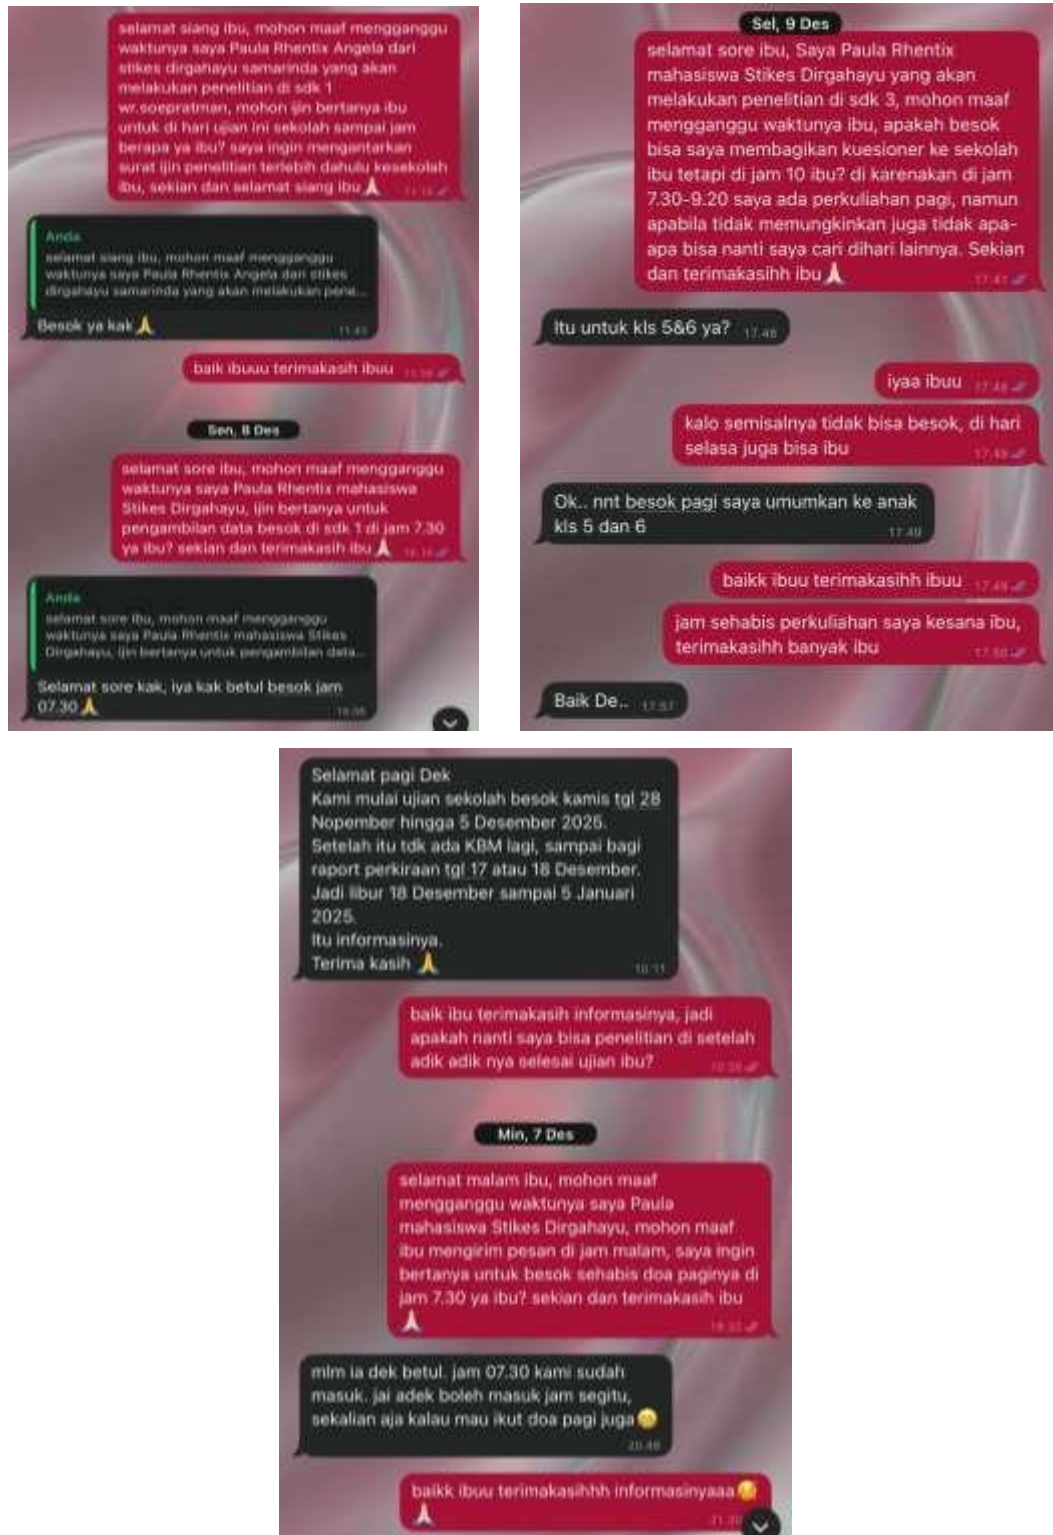 selamat siang ibu, mohon maaf mengganggu
waktunya saya Paula Rhentix Angela dari
stikes dirgahayu samarinda yang akan
melakukan penelitian di sdk 1
wr.soepratman, mohon ijin bertanya ibu
untuk di hari ujian ini sekolah sampai jam
berapa ya ibu? saya ingin mengantarkan
surat ijin penelitian terlebih dahulu kesekolah
ibu, sekian dan selamat siang ibu🙏
Anda
selamat siang ibu, mohon maaf mengganggu
waktunya saya Paula Rhentix Angela dari stikes
dirgahayu samarinda yang akan melakukan pene...
Besok ya kak🙏
baik ibuuu terimakasih ibuu
Sen, 8 Des
selamat sore ibu, mohon maaf mengganggu
waktunya saya Paula Rhentix mahasiswa
Stikes Dirgahayu, ijin bertanya untuk
pengambilan data besok di sdk 1 di jam 7.30
ya ibu? sekian dan terimakasih ibu🙏
Anda
selamat sore ibu, mohon maaf mengganggu
waktunya saya Paula Rhentix mahasiswa Stikes
Dirgahayu, ijin bertanya untuk pengambilan data...
Selamat sore kak, iya kak betul besok jam
07.30🙏
Sel, 9 Des
selamat sore ibu, Saya Paula Rhentix
mahasiswa Stikes Dirgahayu yang akan
melakukan penelitian di sdk 3, mohon maaf
mengganggu waktunya ibu, apakah besok
bisa saya membagikan kuesioner ke sekolah
ibu tetapi di jam 10 ibu? di karenakan di jam
7.30-9.20 saya ada perkuliahan pagi, namun
apabila tidak memungkinkan juga tidak apa-
apa bisa nanti saya cari dihari lainnya. Sekian
dan terimakasihh ibu🙏 17.47
Itu untuk kls 5&6 ya? 17.48
iyaa ibuu 17.48
kalo semisalnya tidak bisa besok, di hari
selasa juga bisa ibu
Ok.. nnt besok pagi saya umumkan ke anak
kls 5 dan 6 17.49
baikk ibuu terimakasihh ibuu 17.49
jam sehabis perkuliahan saya kesana ibu,
terimakasihh banyak ibu 17.50
Baik De.. 17.57
Selamat pagi Dek
Kami mulai ujian sekolah besok kamis tgl 28
Nopember hingga 5 Desember 2025.
Setelah itu tdk ada KBM lagi, sampai bagi
raport perkiraan tgl 17 atau 18 Desember.
Jadi libur 18 Desember sampai 5 Januari
2025.
Itu informasinya.
Terima kasih 🙏 10.11
baik ibu terimakasih informasinya, jadi
apakah nanti saya bisa penelitian di setelah
adik adik nya selesai ujian ibu?
Min, 7 Des
selamat malam ibu, mohon maaf
mengganggu waktunya saya Paula
mahasiswa Stikes Dirgahayu, mohon maaf
ibu mengirim pesan di jam malam, saya ingin
bertanya untuk besok sehabis doa paginya di
jam 7.30 ya ibu? sekian dan terimakasih ibu
🙏
mlm ia dek betul. jam 07.30 kami sudah
masuk. jai adek boleh masuk jam segitu,
sekalian aja kalau mau ikut doa pagi juga😁
20.48
baikk ibuu terimakasihhh informasinyaaa
🙏